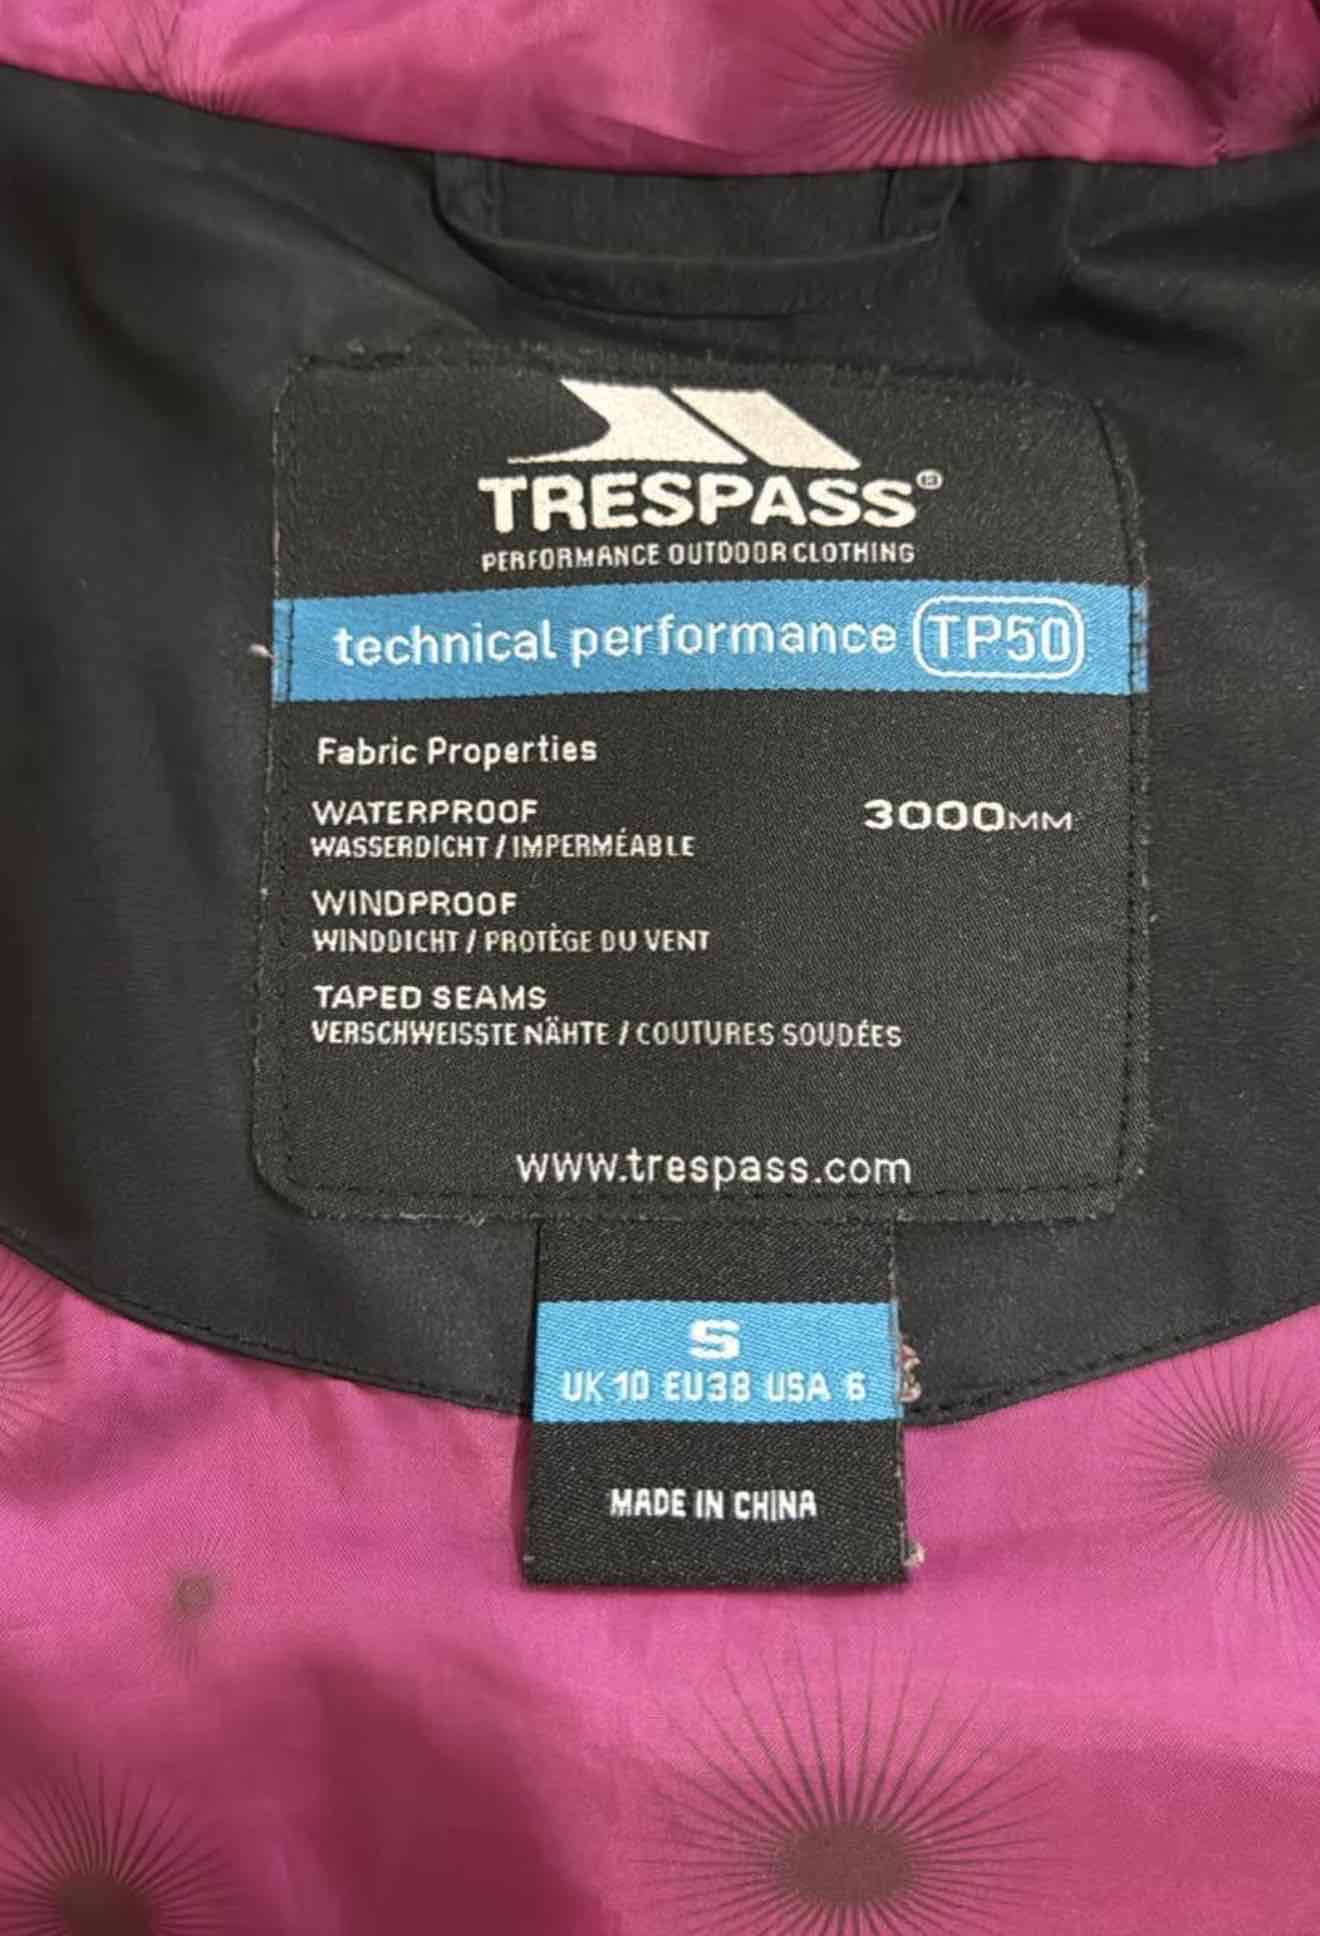 TRESPASS®
PERFORMANCE OUTDOOR CLOTHING
technical performance TP50
Fabric Properties
WATERPROOF 3000MM
WASSERDICHT / IMPERMÉABLE
WINDPROOF
WINDDICHT / PROTÈGE DU VENT
TAPED SEAMS
VERSCHWEISSTE NÄHTE / COUTURES SOUDÉES
www.trespass.com
S
UK 10 EU38 USA 6
MADE IN CHINA